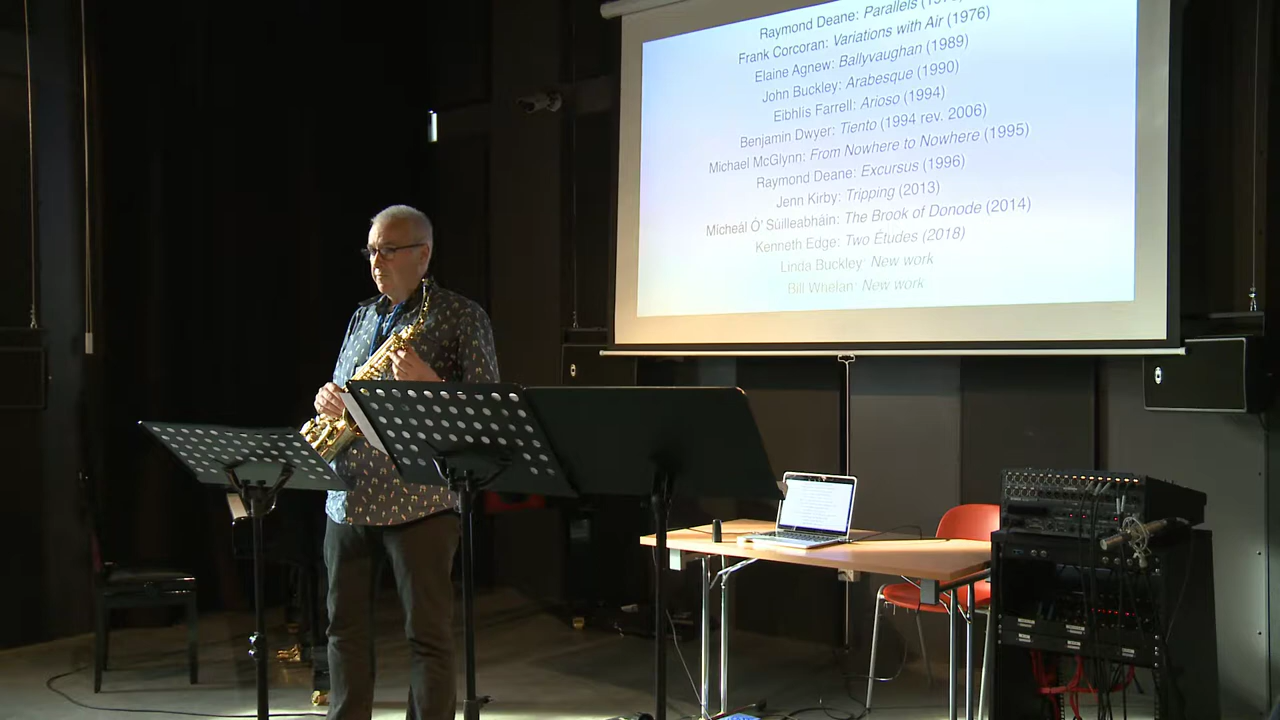 Raymond Deane: Parallels
Frank Corcoran: Variations with Air (1976)
Elaine Agnew: Ballyvaughan (1989)
John Buckley: Arabesque (1990)
Eibhlis Farrell: Arioso (1994)
Benjamin Dwyer: Tiento (1994 rev. 2006)
Michael McGlynn: From Nowhere to Nowhere (1995)
Raymond Deane: Excursus (1996)
Jenn Kirby: Tripping (2013)
Mícheál Ó' Súilleabháin: The Brook of Donode (2014)
Kenneth Edge: Two Études (2018)
Linda Buckley: New work
Bill Whelan: New work